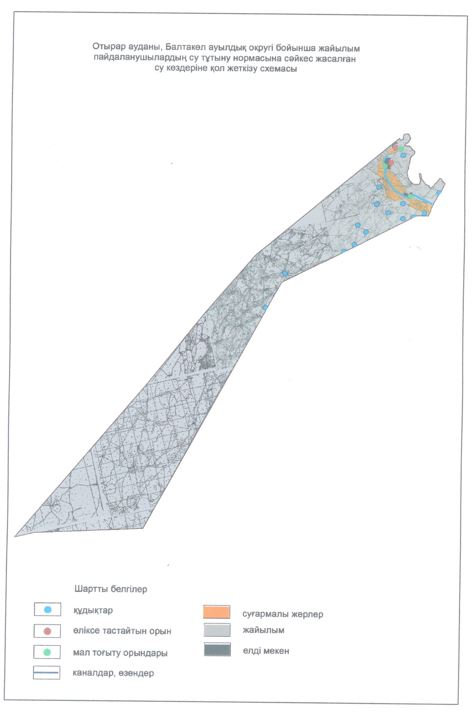 Отырар ауданы, Балтакөл ауылдық округі бойынша жайылым
пайдаланушылардың су тұтыну нормасына сәйкес жасалған
су көздеріне қол жеткізу схемасы
Шартты белгілер
құдықтар
өліксе тастайтын орын
мал тоғыту орындары
каналдар, өзендер
суғармалы жерлер
жайылым
елді мекен